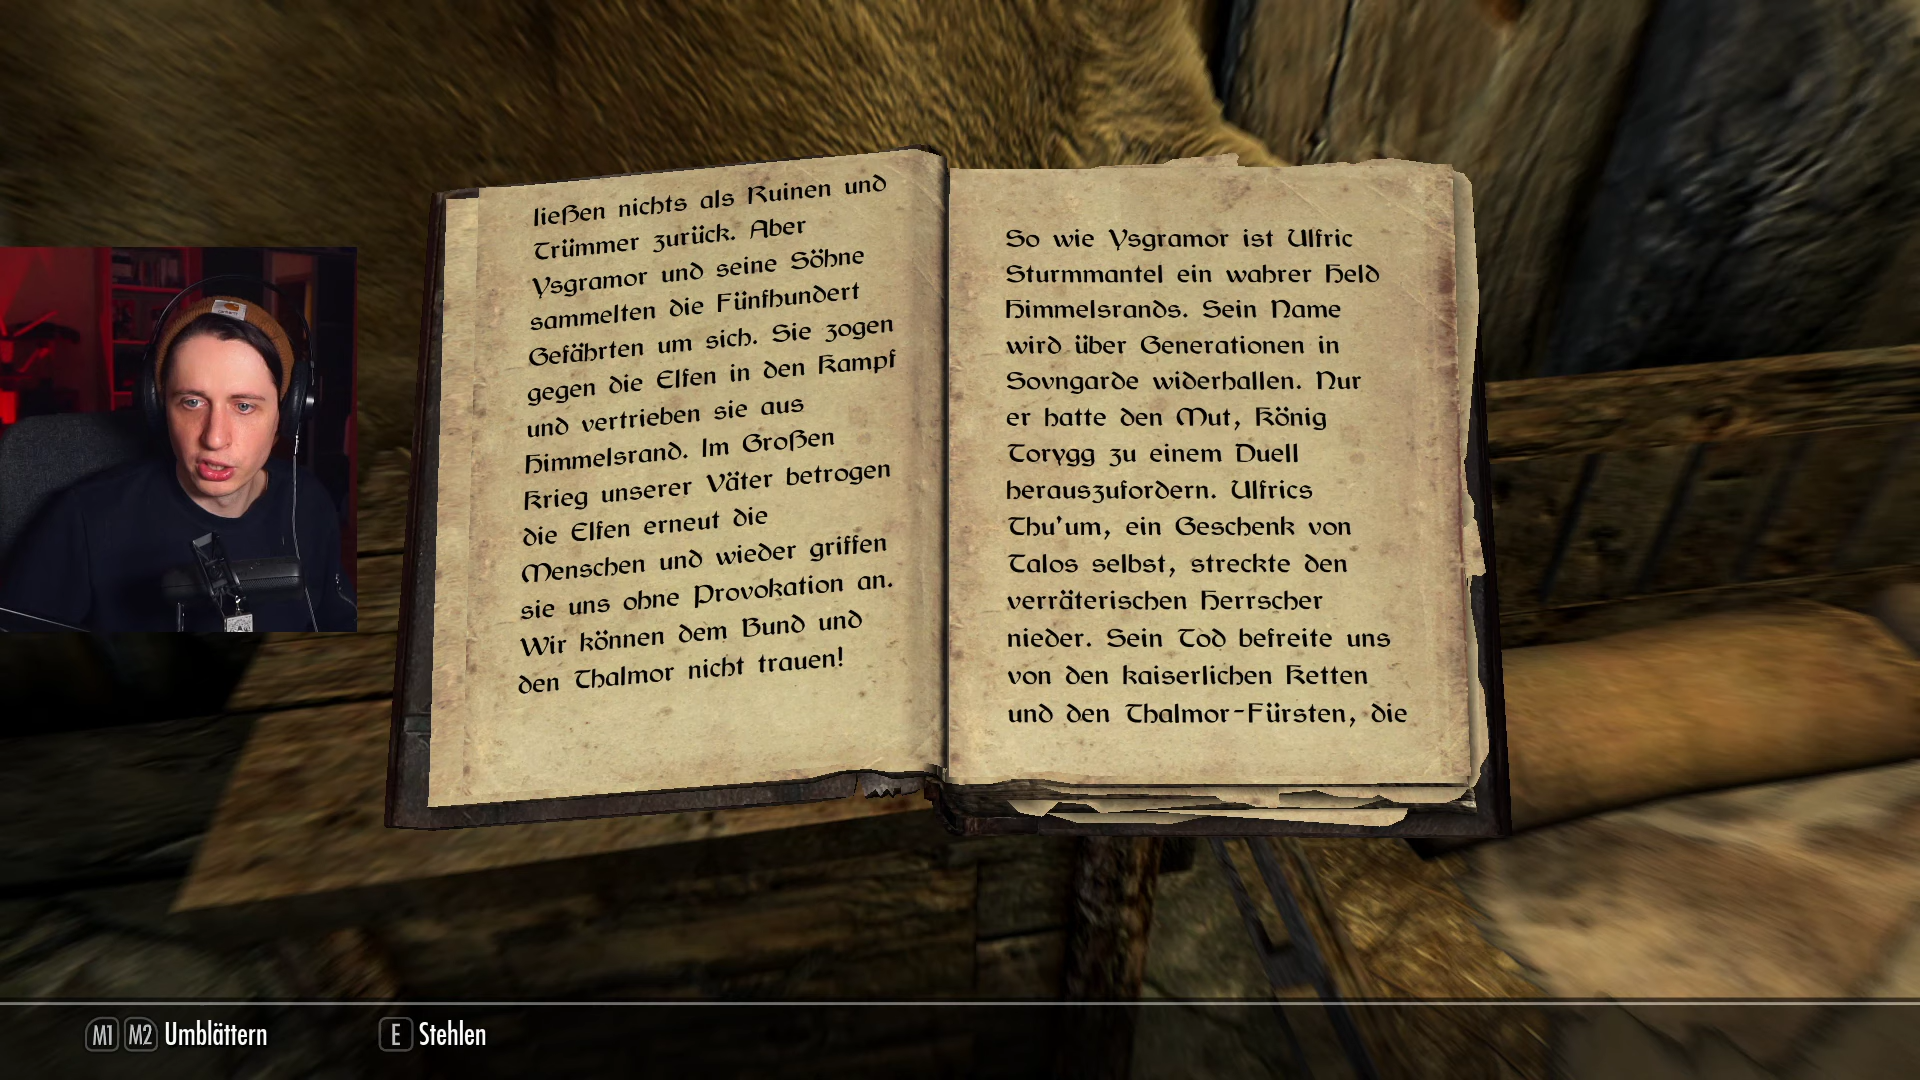 ließen nichts als Ruinen und
Trümmer zurück. Aber
Ysgramor und seine Söhne
sammelten die Fünfhundert
Gefährten um sich. Sie zogen
gegen die Elfen in den Kampf
und vertrieben sie aus
Himmelsrand. Im Großen
Krieg unserer Väter betrogen
die Elfen erneut die
Menschen und wieder griffen
sie uns ohne Provokation an.
Wir können dem Bund und
den Thalmor nicht trauen!
So wie Ysgramor ist Ulfric
Sturmmantel ein wahrer Held
Himmelsrands. Sein Name
wird über Generationen in
Sovngarde widerhallen. Nur
er hatte den Mut, König
Torygg zu einem Duell
herauszufordern. Ulfrics
Thu'um, ein Geschenk von
Talos selbst, streckte den
verräterischen Herrscher
nieder. Sein Tod befreite uns
von den kaiserlichen Ketten
und den Thalmor-Fürsten, die
M1 M2 Umblättern
E Stehlen